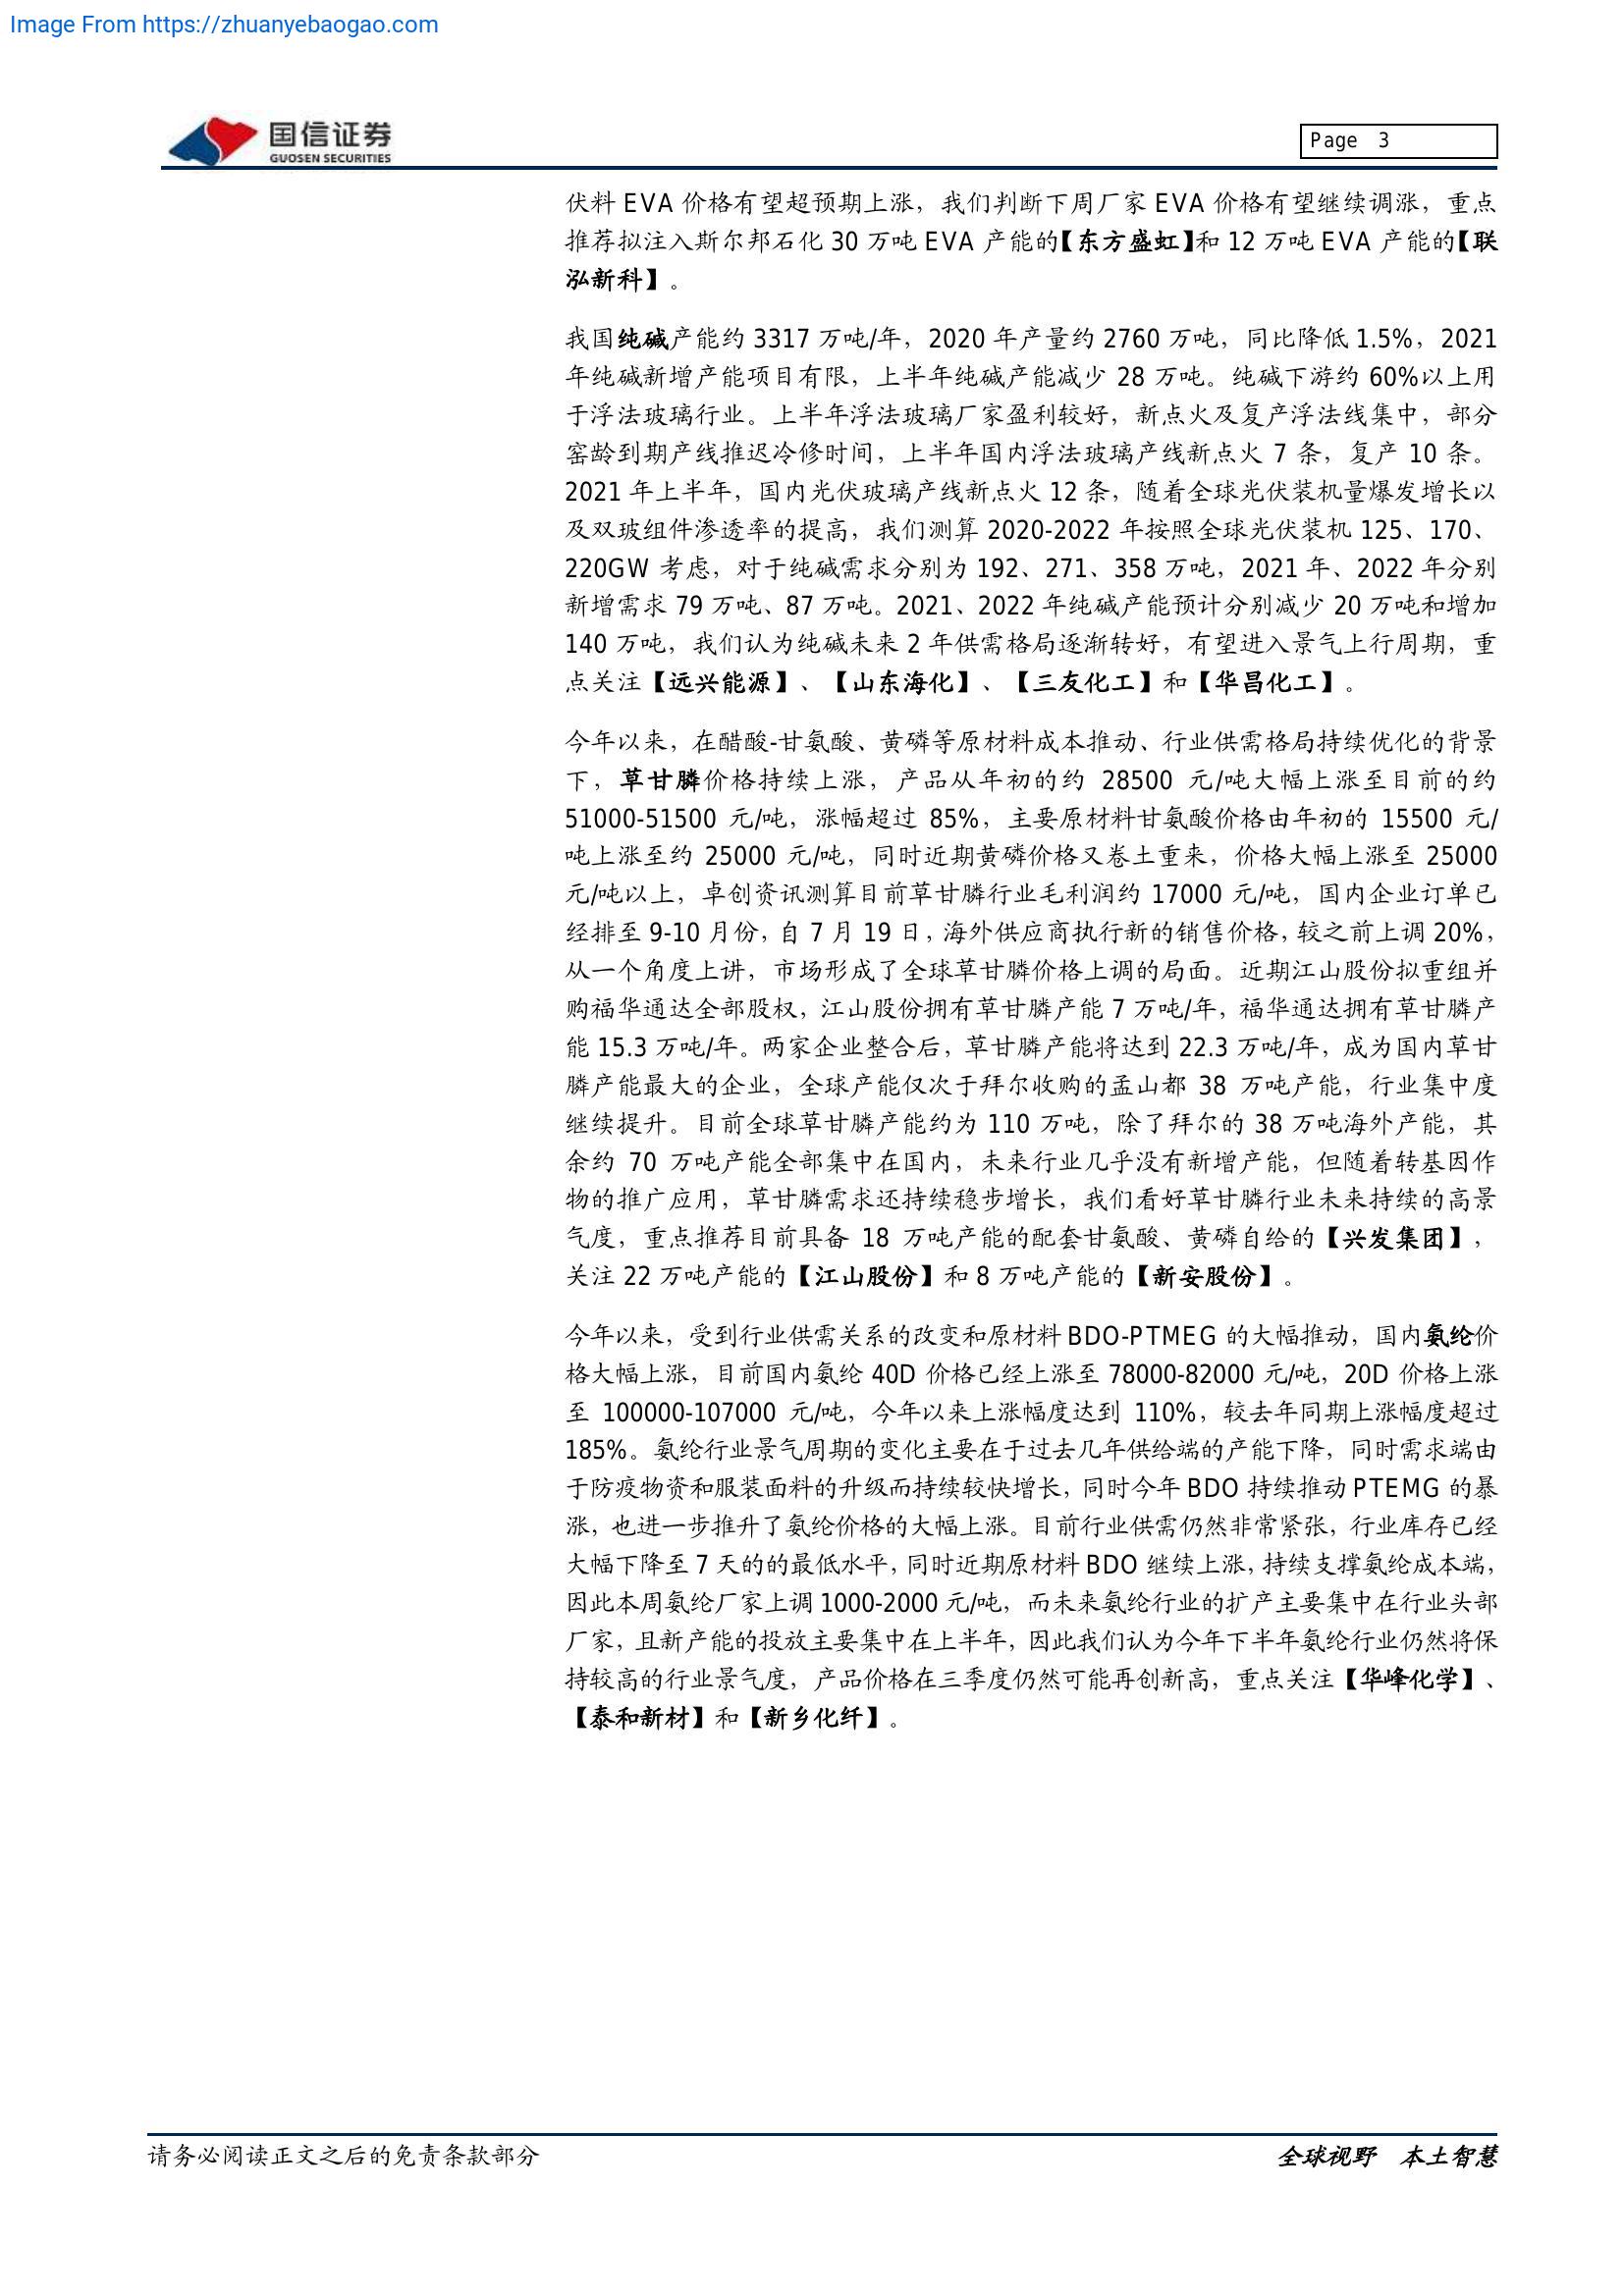 Image From https://zhuanyebaogao.com
国信证券
GUOSEN SECURITIES
Page 3
伏料 EVA 价格有望超预期上涨，我们判断下周厂家 EVA 价格有望继续调涨，重点
推荐拟注入斯尔邦石化 30 万吨 EVA 产能的【东方盛虹】和 12 万吨 EVA 产能的【联
泓新科】。
我国纯碱产能约 3317 万吨/年，2020 年产量约 2760 万吨，同比降低 1.5%，2021
年纯碱新增产能项目有限，上半年纯碱产能减少 28 万吨。纯碱下游约 60%以上用
于浮法玻璃行业。上半年浮法玻璃厂家盈利较好，新点火及复产浮法线集中，部分
窑龄到期产线推迟冷修时间，上半年国内浮法玻璃产线新点火 7 条，复产 10 条。
2021 年上半年，国内光伏玻璃产线新点火 12 条，随着全球光伏装机量爆发增长以
及双玻组件渗透率的提高，我们测算 2020-2022 年按照全球光伏装机 125、170、
220GW 考虑，对于纯碱需求分别为 192、271、358 万吨，2021 年、2022 年分别
新增需求 79 万吨、87 万吨。2021、2022 年纯碱产能预计分别减少 20 万吨和增加
140 万吨，我们认为纯碱未来 2 年供需格局逐渐转好，有望进入景气上行周期，重
点关注【远兴能源】、【山东海化】、【三友化工】和【华昌化工】。
今年以来，在醋酸-甘氨酸、黄磷等原材料成本推动、行业供需格局持续优化的背景
下，草甘膦价格持续上涨，产品从年初的约 28500 元/吨大幅上涨至目前的约
51000-51500 元/吨，涨幅超过 85%，主要原材料甘氨酸价格由年初的 15500 元/
吨上涨至约 25000 元/吨，同时近期黄磷价格又卷土重来，价格大幅上涨至 25000
元/吨以上，卓创资讯测算目前草甘膦行业毛利润约 17000 元/吨，国内企业订单已
经排至 9-10 月份，自 7 月 19 日，海外供应商执行新的销售价格，较之前上调 20%，
从一个角度上讲，市场形成了全球草甘膦价格上调的局面。近期江山股份拟重组并
购福华通达全部股权，江山股份拥有草甘膦产能 7 万吨/年，福华通达拥有草甘膦产
能 15.3 万吨/年。两家企业整合后，草甘膦产能将达到 22.3 万吨/年，成为国内草甘
膦产能最大的企业，全球产能仅次于拜尔收购的孟山都 38 万吨产能，行业集中度
继续提升。目前全球草甘膦产能约为 110 万吨，除了拜尔的 38 万吨海外产能，其
余约 70 万吨产能全部集中在国内，未来行业几乎没有新增产能，但随着转基因作
物的推广应用，草甘膦需求还持续稳步增长，我们看好草甘膦行业未来持续的高景
气度，重点推荐目前具备 18 万吨产能的配套甘氨酸、黄磷自给的【兴发集团】，
关注 22 万吨产能的【江山股份】和 8 万吨产能的【新安股份】。
今年以来，受到行业供需关系的改变和原材料 BDO-PTMEG 的大幅推动，国内氨纶价
格大幅上涨，目前国内氨纶 40D 价格已经上涨至 78000-82000 元/吨，20D 价格上涨
至 100000-107000 元/吨，今年以来上涨幅度达到 110%，较去年同期上涨幅度超过
185%。氨纶行业景气周期的变化主要在于过去几年供给端的产能下降，同时需求端由
于防疫物资和服装面料的升级而持续较快增长，同时今年 BDO 持续推动 PTEMG 的暴
涨，也进一步推升了氨纶价格的大幅上涨。目前行业供需仍然非常紧张，行业库存已经
大幅下降至 7 天的的最低水平，同时近期原材料 BDO 继续上涨，持续支撑氨纶成本端，
因此本周氨纶厂家上调 1000-2000 元/吨，而未来氨纶行业的扩产主要集中在行业头部
厂家，且新产能的投放主要集中在上半年，因此我们认为今年下半年氨纶行业仍然将保
持较高的行业景气度，产品价格在三季度仍然可能再创新高，重点关注【华峰化学】、
【泰和新材】和【新乡化纤】。
请务必阅读正文之后的免责条款部分
全球视野 本土智慧